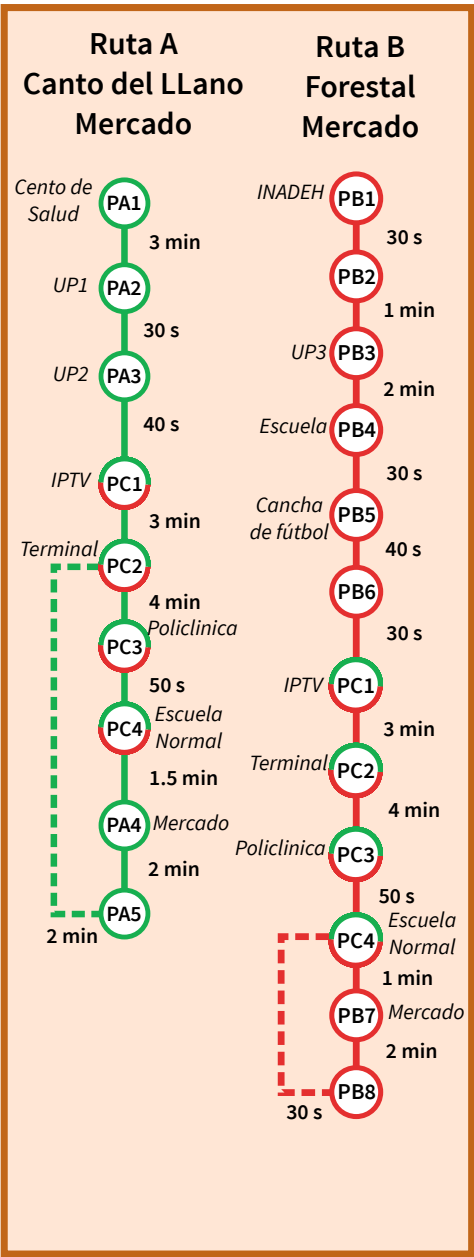 Ruta A
Canto del LLano
Mercado
Cento de
Salud
PA1
3 min
UP1
PA2
30 s
UP2
PA3
40 s
IPTV
PC1
3 min
Terminal
PC2
4 min
Policlinica
PC3
50 s
PC4
Escuela
Normal
1.5 min
PA4
Mercado
2 min
PA5
2 min
Ruta B
Forestal
Mercado
INADEH
PB1
30 s
PB2
1 min
UP3
PB3
2 min
Escuela
PB4
30 s
Cancha
de fútbol
PB5
40 s
PB6
30 s
IPTV
PC1
3 min
Terminal
PC2
4 min
Policlinica
PC3
50 s
Escuela
Normal
PC4
1 min
PB7
Mercado
2 min
PB8
30 s